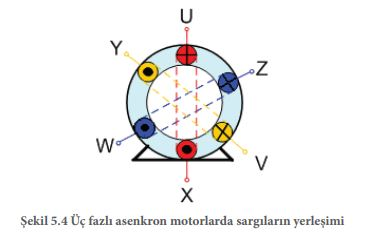 U
Y
Z
W
V
X
Şekil 5.4 Üç fazlı asenkron motorlarda sargıların yerleşimi